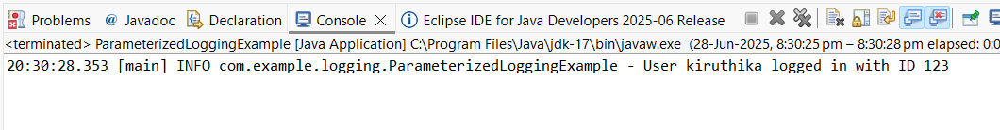 Problems @ Javadoc Declaration Console Eclipse IDE for Java Developers 2025-06 Release
<terminated> ParameterizedLoggingExample [Java Application] C:\Program Files\Java\jdk-17\bin\javaw.exe (28-Jun-2025, 8:30:25 pm – 8:30:28 pm elapsed: 0:0
20:30:28.353 [main] INFO com.example.logging.ParameterizedLoggingExample - User kiruthika logged in with ID 123